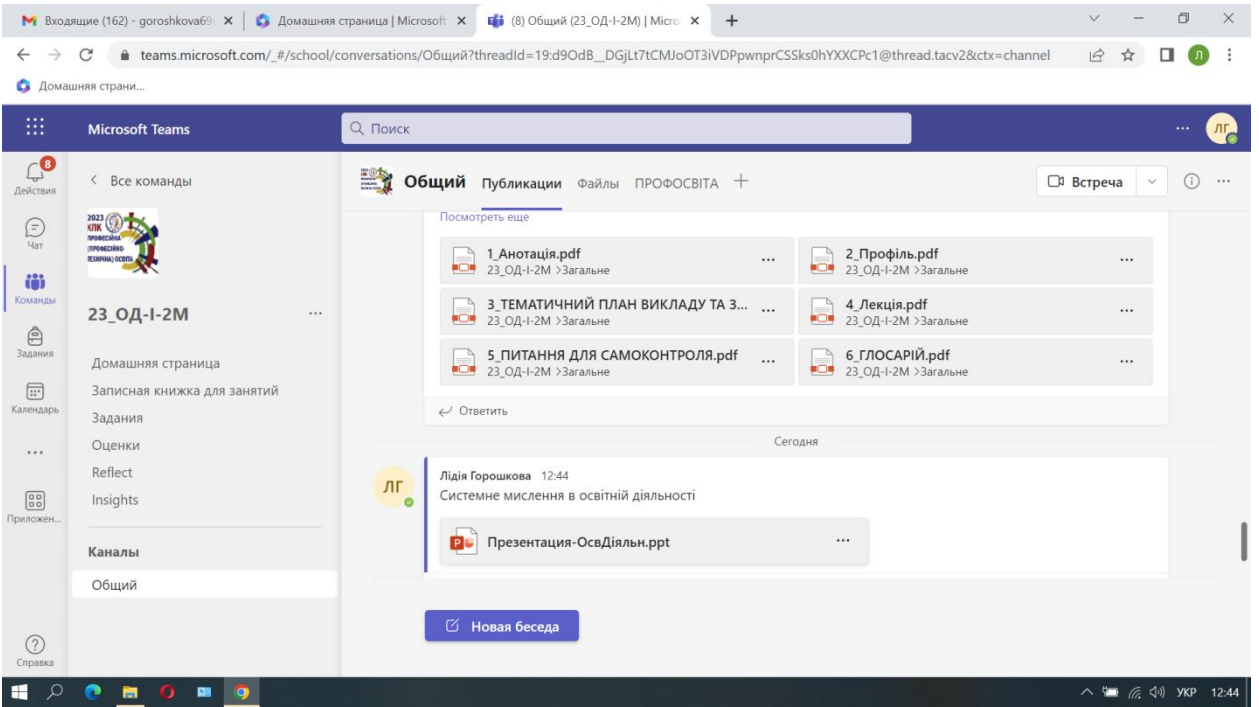 Входящие (162) - goroshkova69
Домашняя страница | Microsoft
(8) Общий (23_ОД-І-2М) | Micro
teams.microsoft.com/_#/school/conversations/Общий?threadId=19:d9OdB__DGjLt7tCMJoOT3iVDPpwnprCSSks0hYXXCPc1@thread.tacv2&ctx=channel
Л
Домашняя страни...
Microsoft Teams
Поиск
ЛГ
8
Действия
Чат
Команды
Задания
Календарь
Приложен...
Справка
Все команды
2023
КПК
23_ОД-І-2М
Домашняя страница
Записная книжка для занятий
Задания
Оценки
Reflect
Insights
Каналы
Общий
Общий Публикации Файлы ПРОФОСВІТА
Встреча
Посмотреть еще
1_Анотація.pdf
23_ОД-І-2М >Загальне
2_Профіль.pdf
23_ОД-І-2М >Загальне
3_ТЕМАТИЧНИЙ ПЛАН ВИКЛАДУ ТА З...
23_ОД-І-2М >Загальне
4_Лекція.pdf
23_ОД-І-2М >Загальне
5_ПИТАННЯ ДЛЯ САМОКОНТРОЛЯ.pdf
23_ОД-І-2М >Загальне
6_ГЛОСАРІЙ.pdf
23_ОД-І-2М >Загальне
Ответить
Сегодня
ЛГ
Лідія Горошкова 12:44
Системне мислення в освітній діяльності
Презентация-ОсвДіяльн.ppt
Новая беседа
УКР 12:44